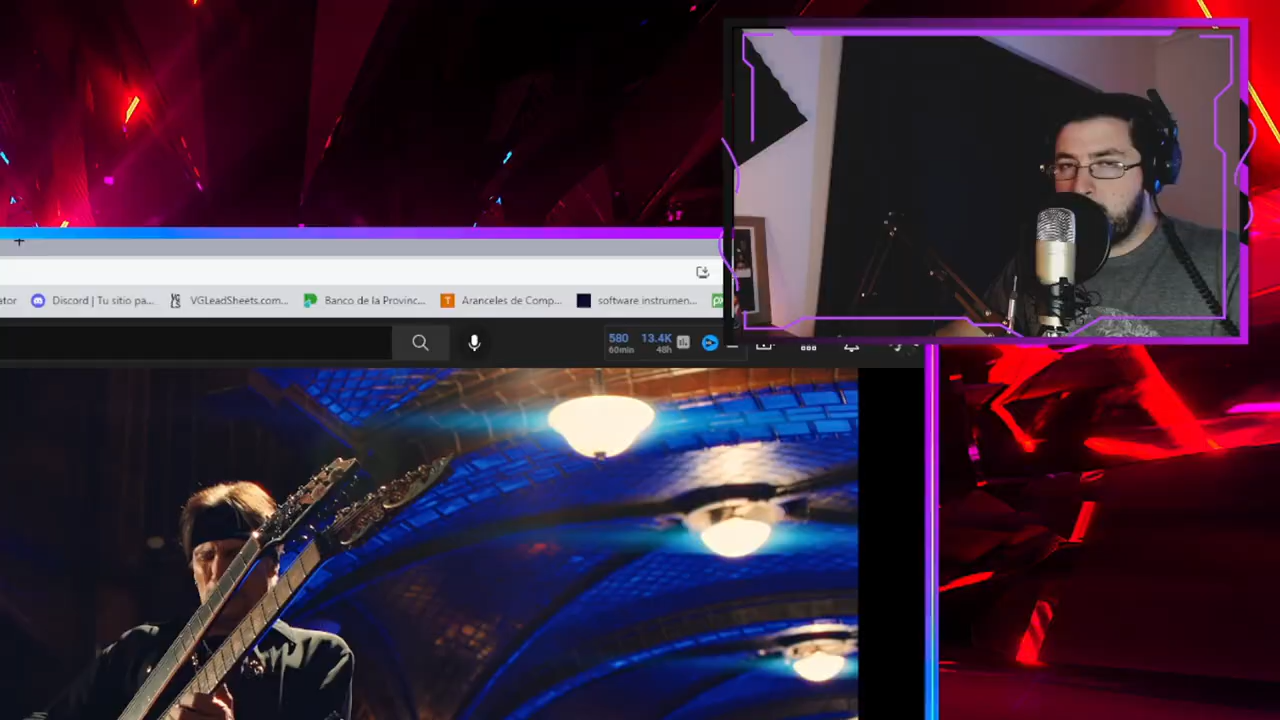 ator Discord | Tu sitio pa... VGLeadSheets.com... Banco de la Provinc... Aranceles de Comp... software instrumen...
580 13.4K
60min 48h